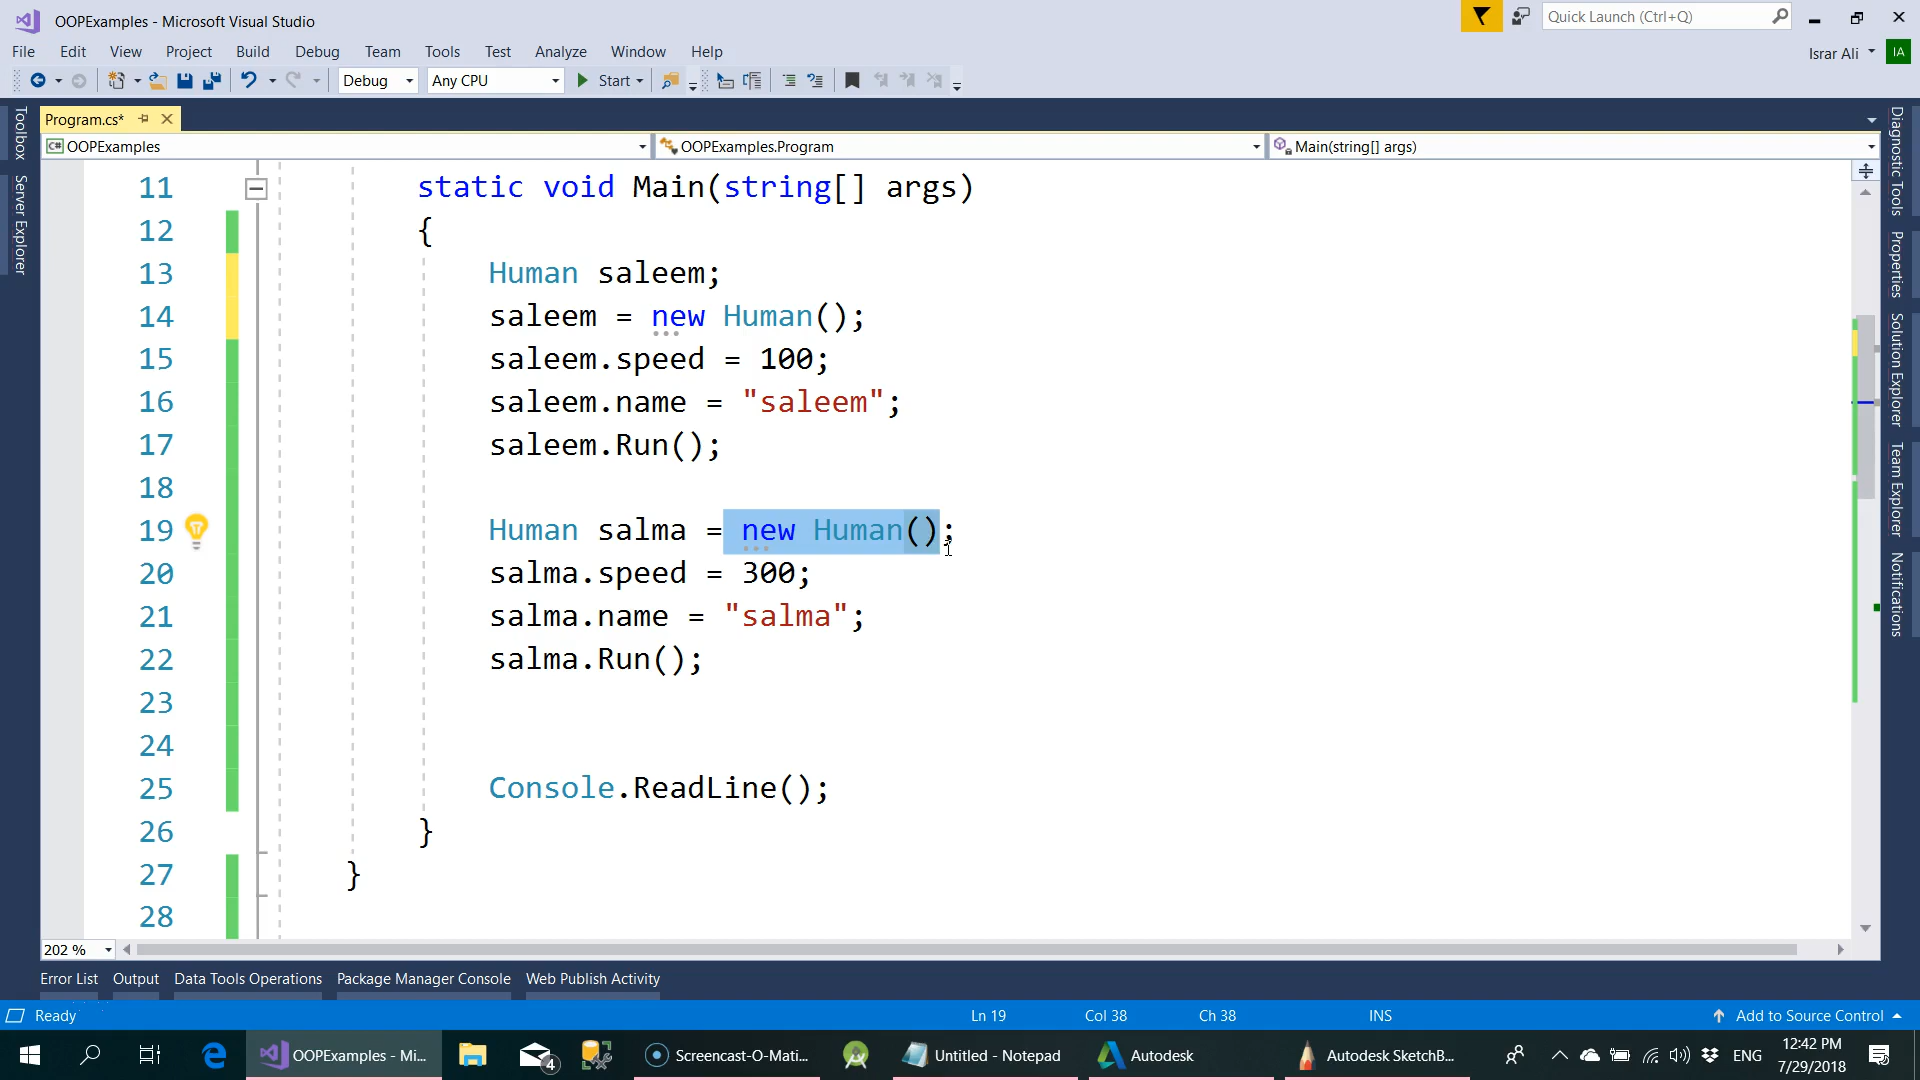 OOPExamples - Microsoft Visual Studio
Quick Launch (Ctrl+Q)
File Edit View Project Build Debug Team Tools Test Analyze Window Help
Israr Ali IA
Debug Any CPU Start
Toolbox
Server Explorer
Program.cs*
OOPExamples OOPExamples.Program Main(string[] args)
11 static void Main(string[] args)
12 {
13 Human saleem;
14 saleem = new Human();
15 saleem.speed = 100;
16 saleem.name = "saleem";
17 saleem.Run();
18
19 Human salma = new Human();
20 salma.speed = 300;
21 salma.name = "salma";
22 salma.Run();
23
24
25 Console.ReadLine();
26 }
27 }
28
Diagnostic Tools
Properties
Solution Explorer
Team Explorer
Notifications
202 %
Error List Output Data Tools Operations Package Manager Console Web Publish Activity
Ready Ln 19 Col 38 Ch 38 INS Add to Source Control
OOPExamples - Mi... 4 Screencast-O-Mati... Untitled - Notepad Autodesk Autodesk SketchB... ENG 12:42 PM
7/29/2018